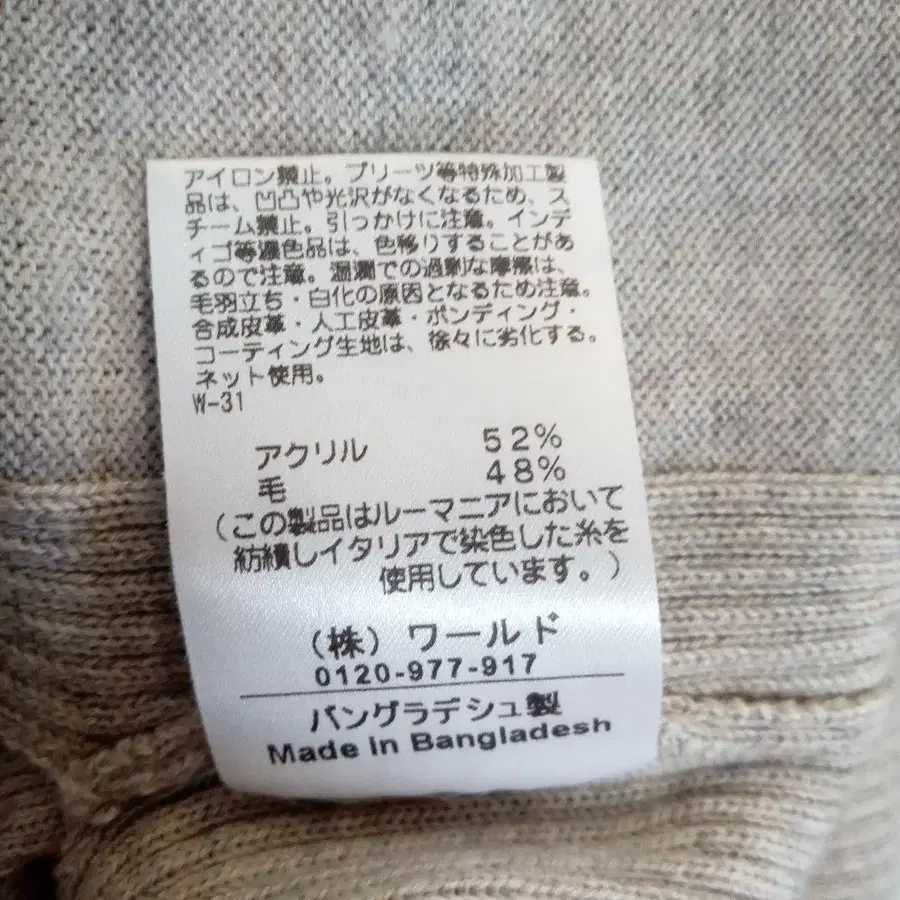 アイロン禁止。プリーツ等特殊加工製
品は、凹凸や光沢がなくなるため、ス
チーム禁止。引っかけに注意。インデ
ィゴ等濃色品は、色移りすることがあ
るので注意。湿潤での過剰な摩擦は、
毛羽立ち・白化の原因となるため注意。
合成皮革・人工皮革・ボンディング・
コーティング生地は、徐々に劣化する。
ネット使用。
W-31
アクリル 52%
毛 48%
(この製品はルーマニアにおいて
紡績しイタリアで染色した糸を
使用しています。)
(株)ワールド
0120-977-917
バングラデシュ製
Made in Bangladesh